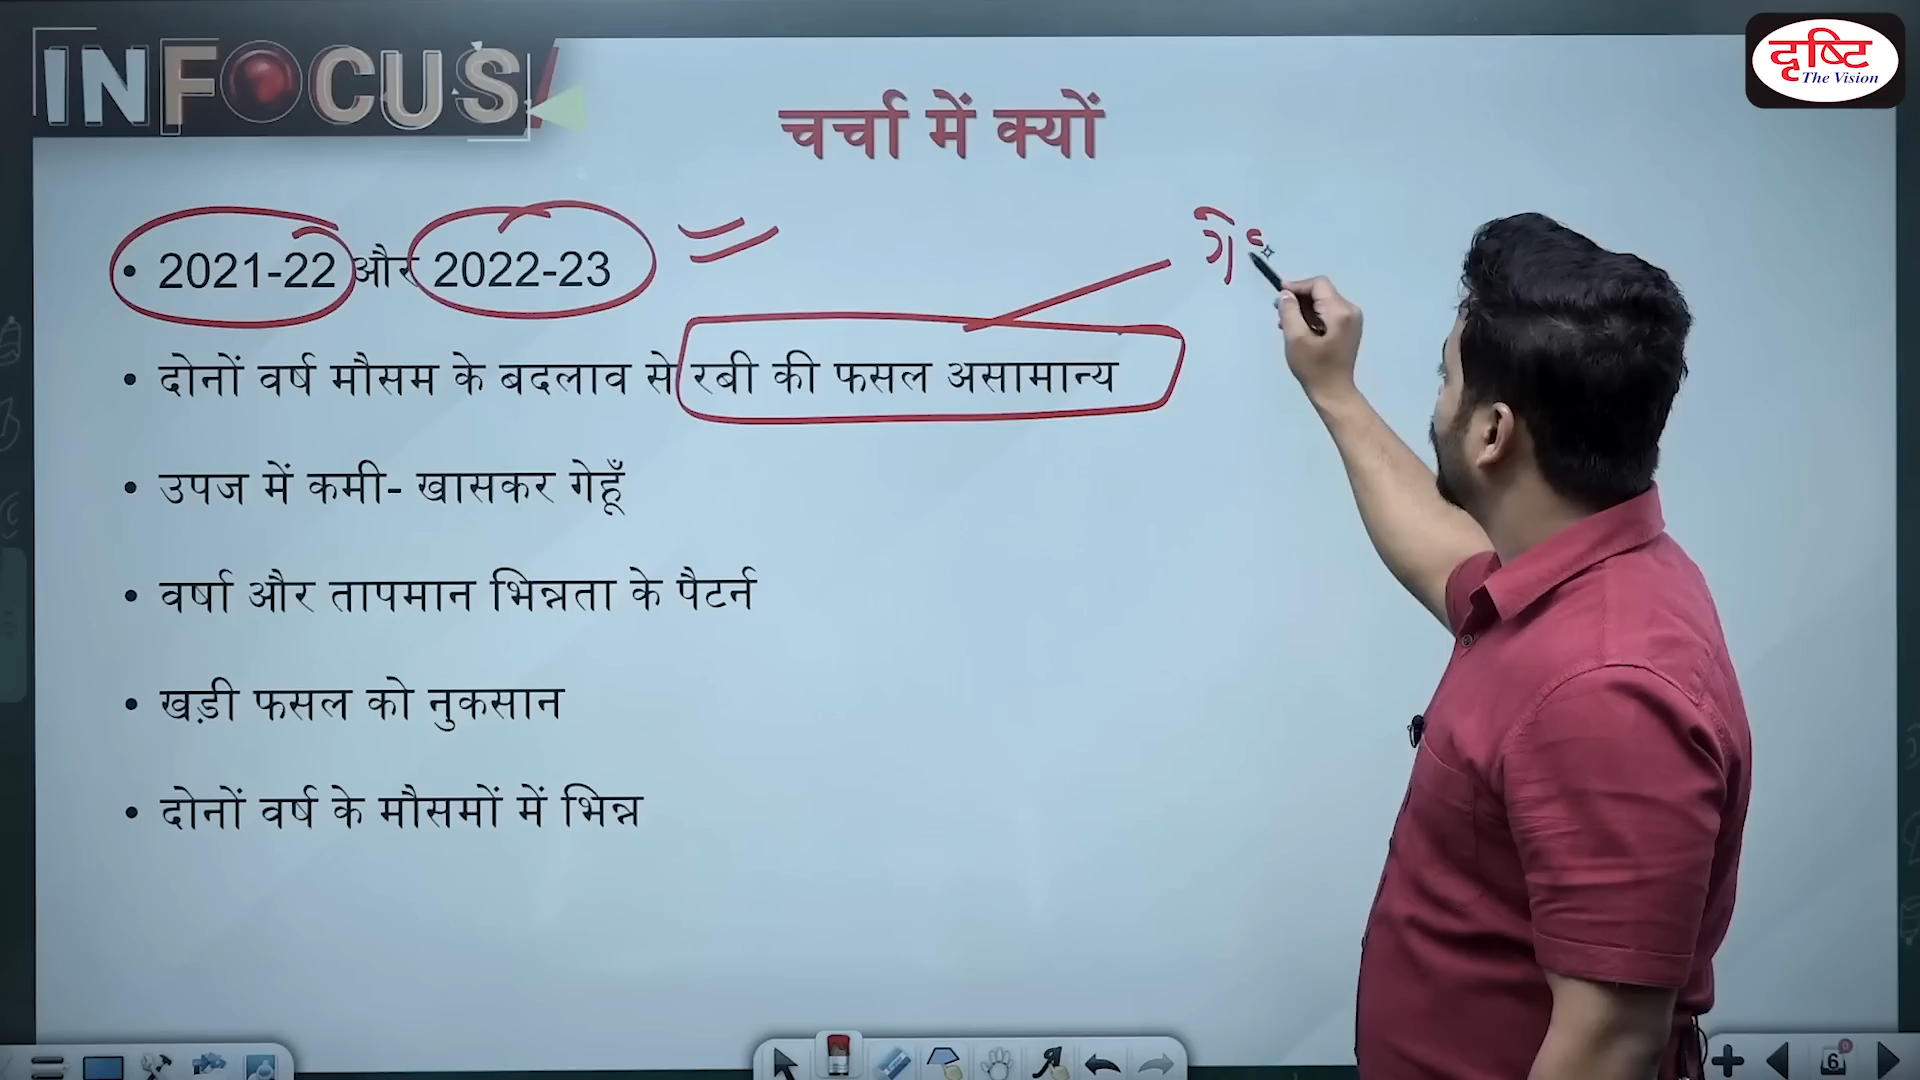 INFOCUS
दृष्टि
The Vision
चर्चा में क्यों
• 2021-22 और 2022-23
गे
• दोनों वर्ष मौसम के बदलाव से रबी की फसल असामान्य
• उपज में कमी- खासकर गेहूँ
• वर्षा और तापमान भिन्नता के पैटर्न
• खड़ी फसल को नुकसान
• दोनों वर्ष के मौसमों में भिन्न
6